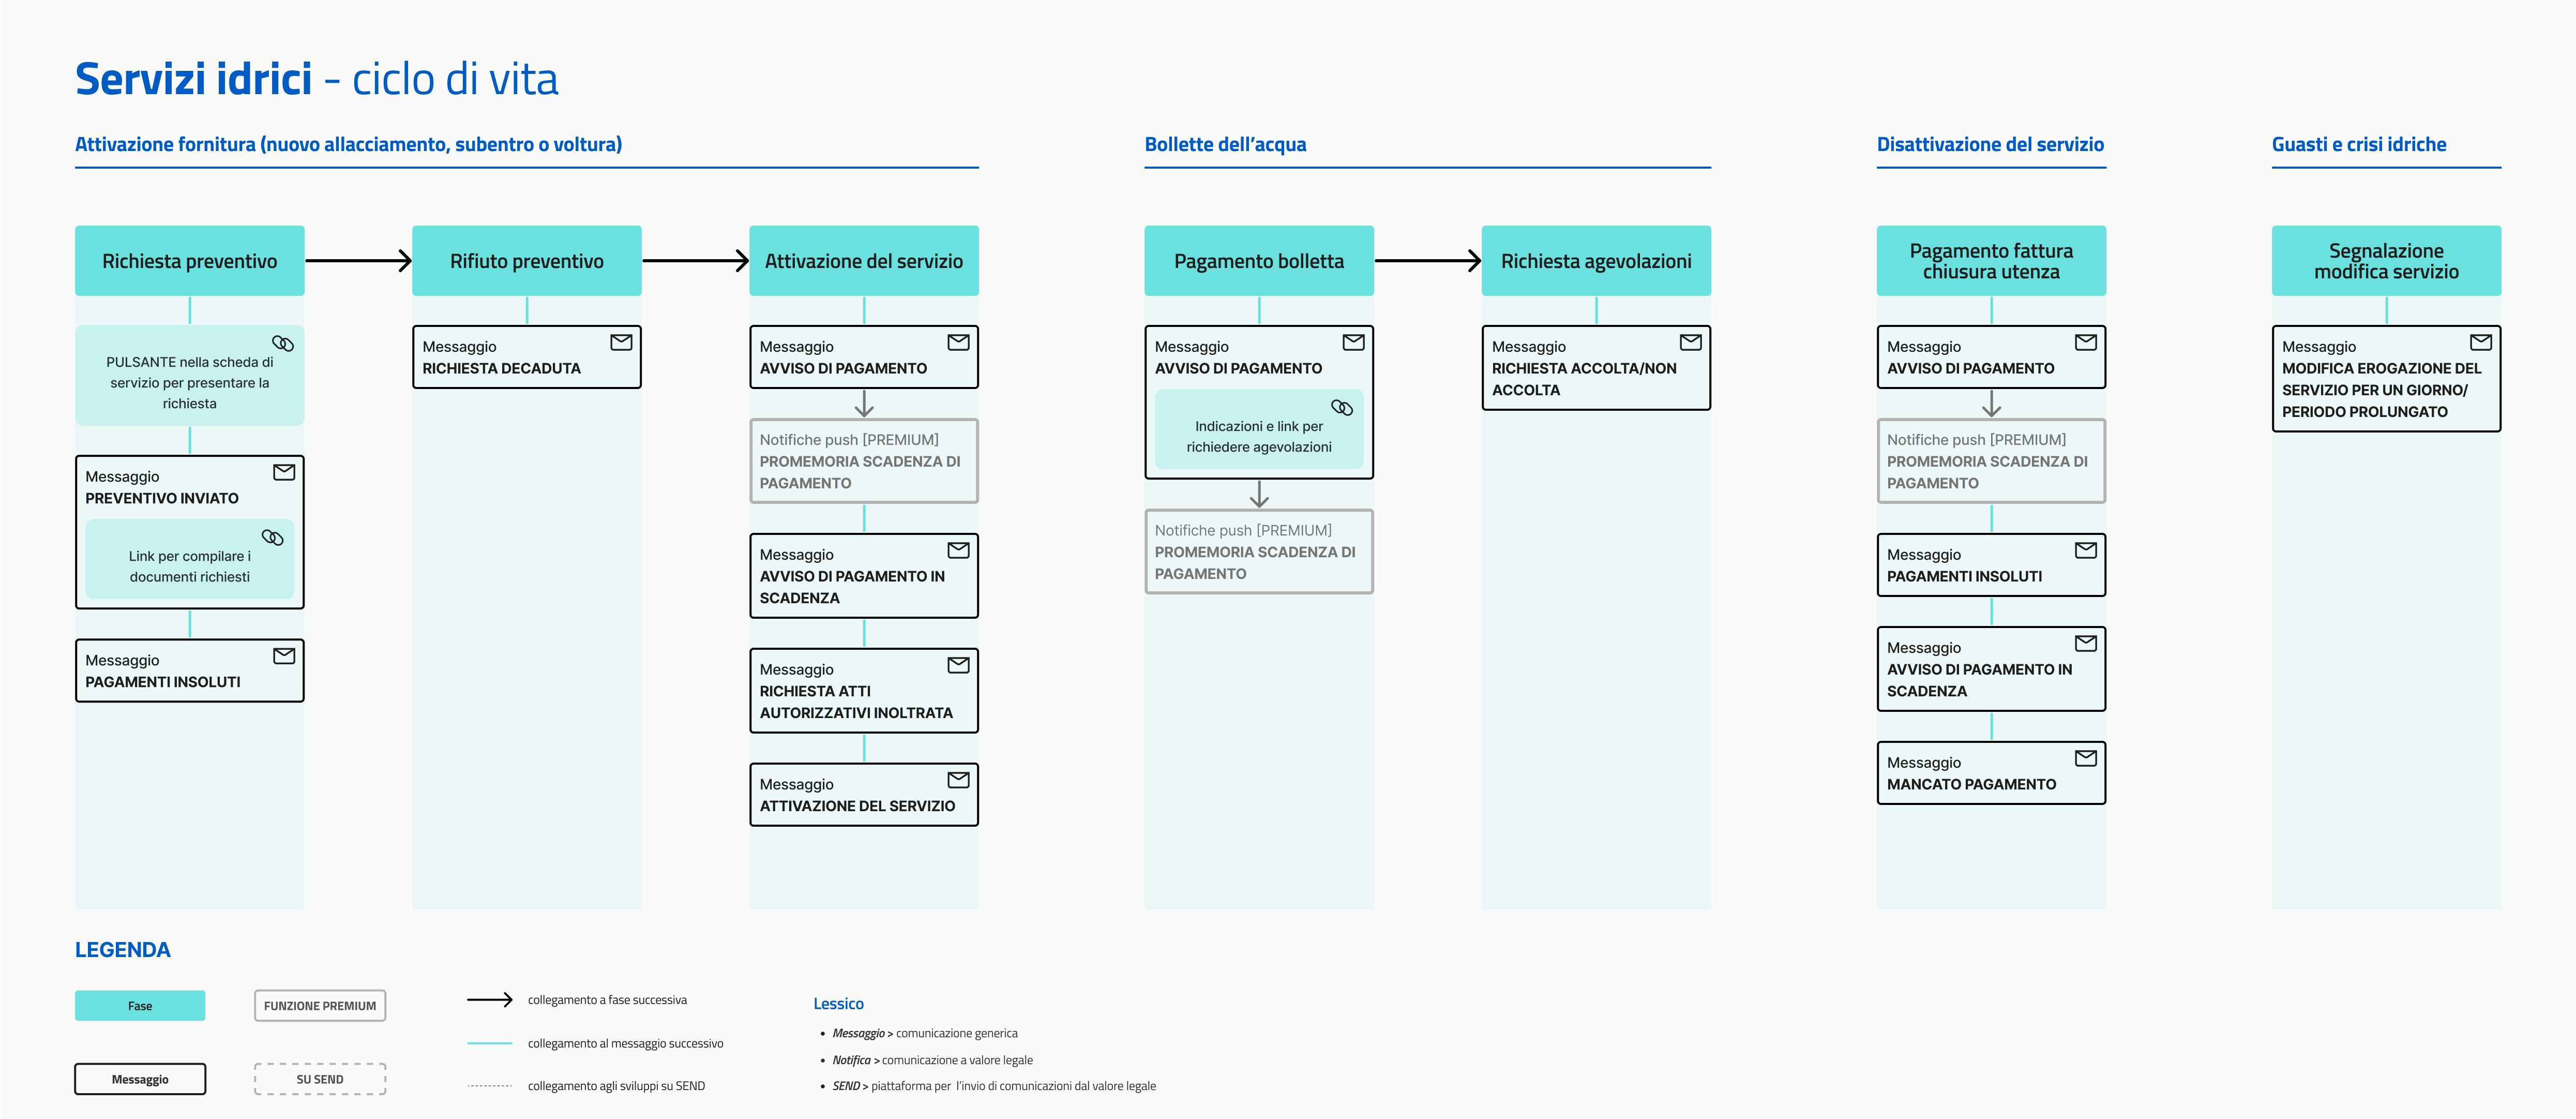 Servizi idrici - ciclo di vita
Attivazione fornitura (nuovo allacciamento, subentro o voltura)
Richiesta preventivo
PULSANTE nella scheda di
servizio per presentare la
richiesta
Messaggio
PREVENTIVO INVIATO
Link per compilare i
documenti richiesti
Messaggio
PAGAMENTI INSOLUTI
Rifiuto preventivo
Messaggio
RICHIESTA DECADUTA
Attivazione del servizio
Messaggio
AVVISO DI PAGAMENTO
Notifiche push [PREMIUM]
PROMEMORIA SCADENZA DI
PAGAMENTO
Messaggio
AVVISO DI PAGAMENTO IN
SCADENZA
Messaggio
RICHIESTA ATTI
AUTORIZZATIVI INOLTRATA
Messaggio
ATTIVAZIONE DEL SERVIZIO
Bollette dell’acqua
Pagamento bolletta
Messaggio
AVVISO DI PAGAMENTO
Indicazioni e link per
richiedere agevolazioni
Notifiche push [PREMIUM]
PROMEMORIA SCADENZA DI
PAGAMENTO
Richiesta agevolazioni
Messaggio
RICHIESTA ACCOLTA/NON
ACCOLTA
Disattivazione del servizio
Pagamento fattura
chiusura utenza
Messaggio
AVVISO DI PAGAMENTO
Notifiche push [PREMIUM]
PROMEMORIA SCADENZA DI
PAGAMENTO
Messaggio
PAGAMENTI INSOLUTI
Messaggio
AVVISO DI PAGAMENTO IN
SCADENZA
Messaggio
MANCATO PAGAMENTO
Guasti e crisi idriche
Segnalazione
modifica servizio
Messaggio
MODIFICA EROGAZIONE DEL
SERVIZIO PER UN GIORNO/
PERIODO PROLUNGATO
LEGENDA
Fase
FUNZIONE PREMIUM
Messaggio
SU SEND
collegamento a fase successiva
collegamento al messaggio successivo
collegamento agli sviluppi su SEND
Lessico
• Messaggio > comunicazione generica
• Notifica > comunicazione a valore legale
• SEND > piattaforma per l’invio di comunicazioni dal valore legale